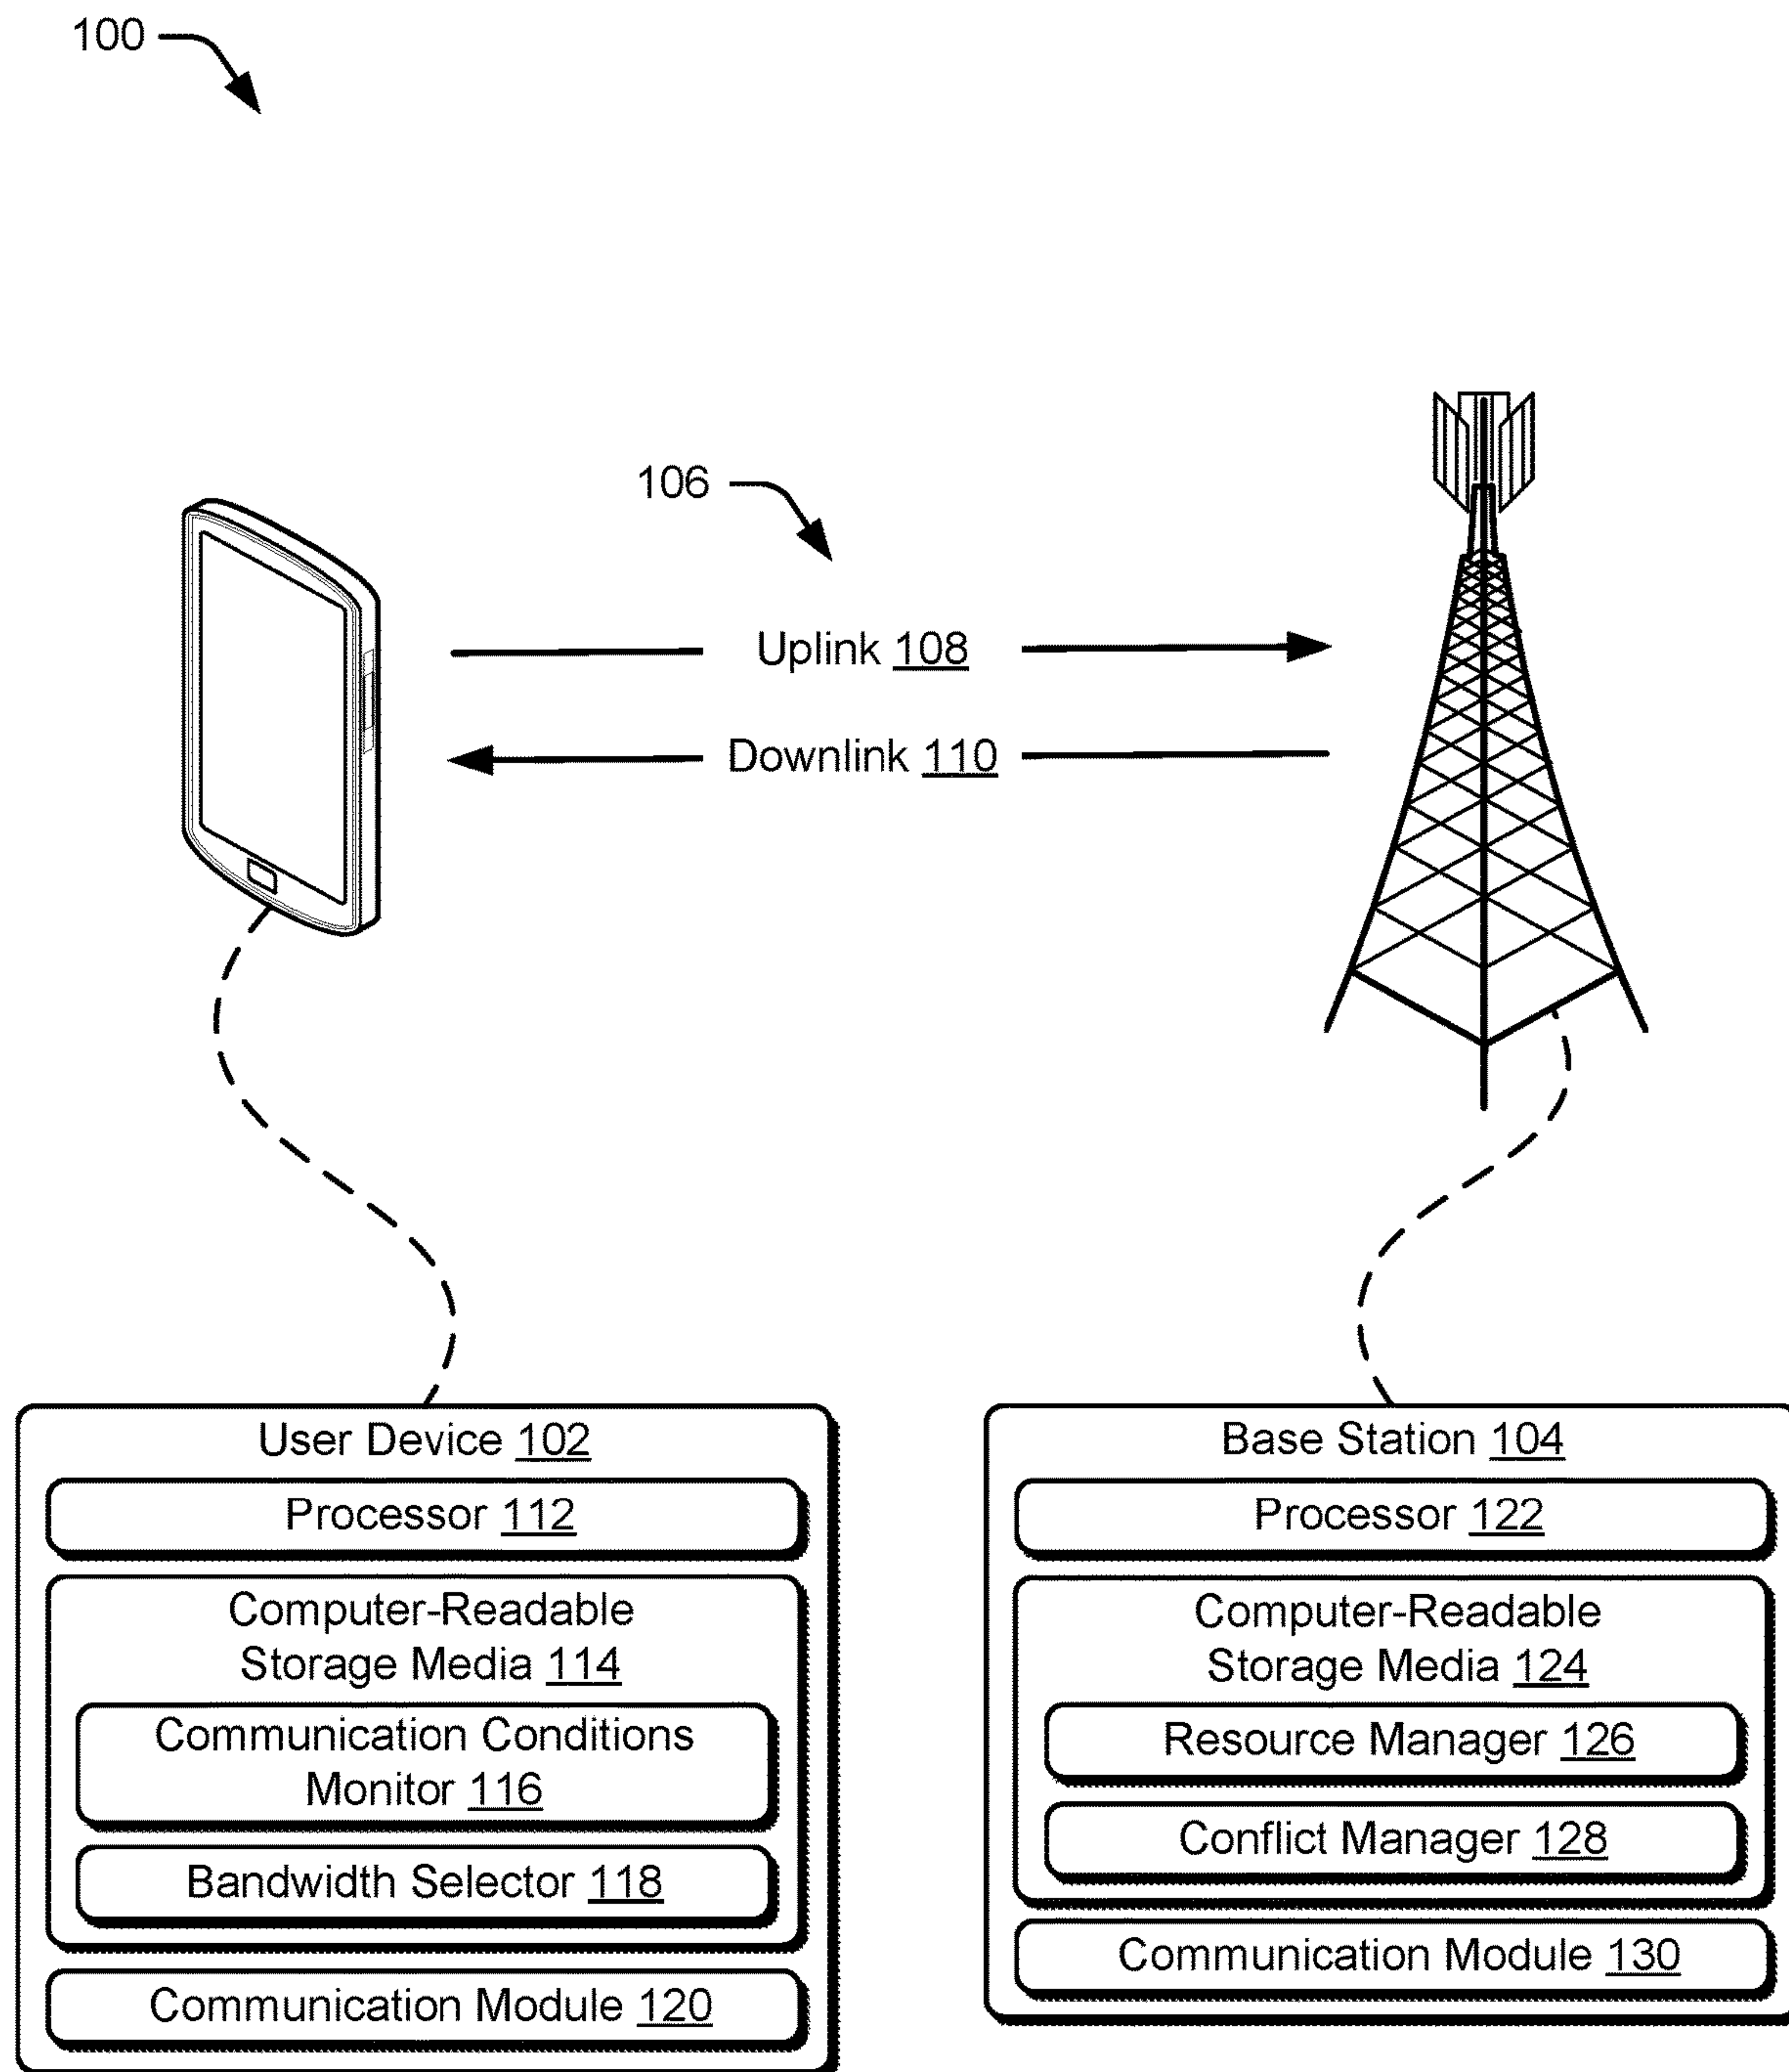 100
106
Uplink 108
Downlink 110
User Device 102
Processor 112
Computer-Readable
Storage Media 114
Communication Conditions
Monitor 116
Bandwidth Selector 118
Communication Module 120
Base Station 104
Processor 122
Computer-Readable
Storage Media 124
Resource Manager 126
Conflict Manager 128
Communication Module 130